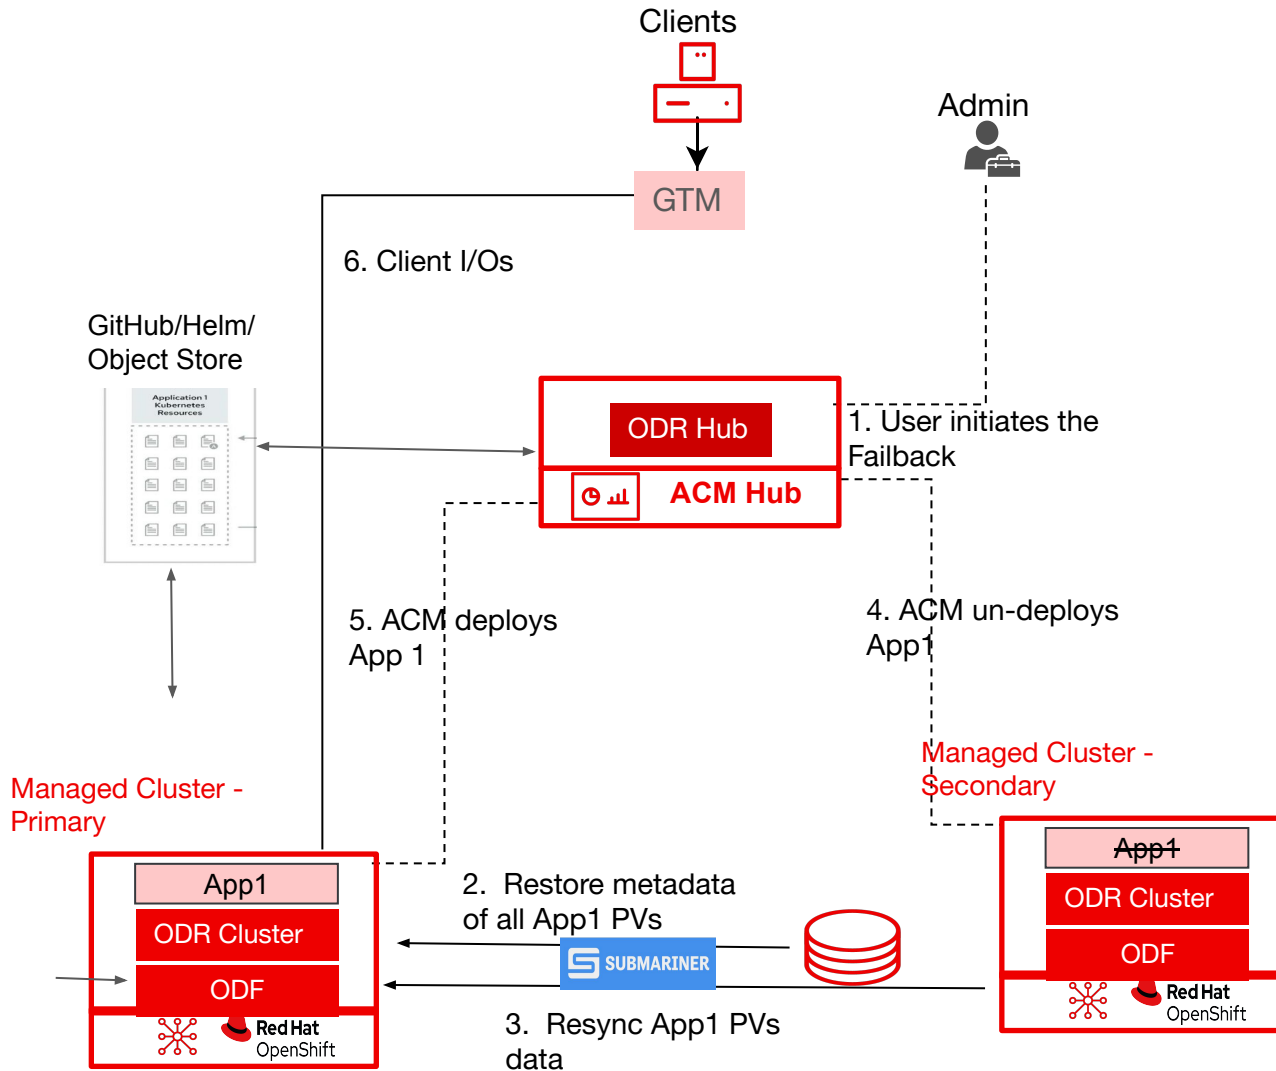 Clients
Admin
GTM
6. Client I/Os
GitHub/Helm/
Object Store
Application 1
Kubernetes
Resources
ODR Hub
1. User initiates the
Failback
ACM Hub
5. ACM deploys
App 1
4. ACM un-deploys
App1
Managed Cluster -
Primary
Managed Cluster -
Secondary
App1
ODR Cluster
ODF
Red Hat
OpenShift
2. Restore metadata
of all App1 PVs
SUBMARINER
3. Resync App1 PVs
data
App1
ODR Cluster
ODF
Red Hat
OpenShift